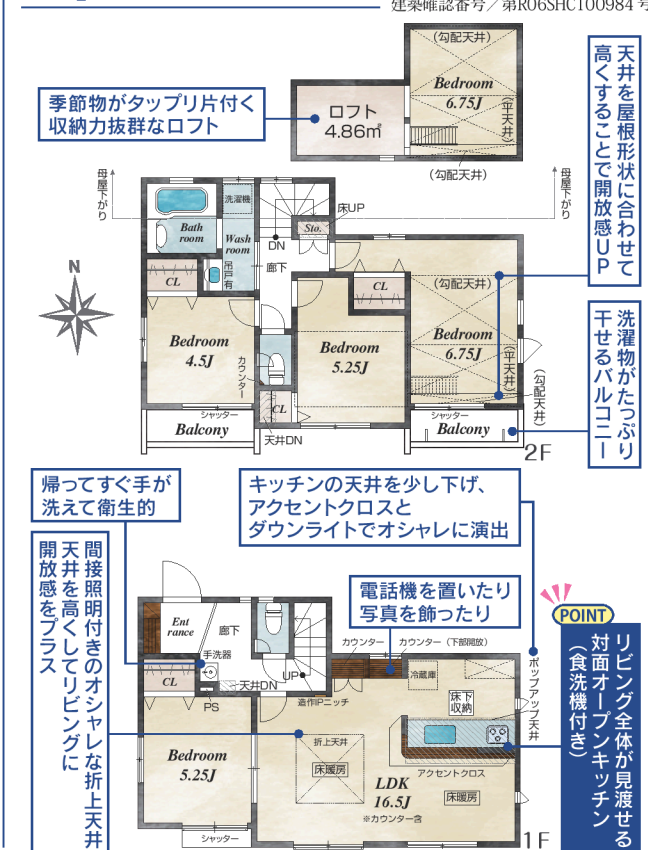 建築確認番号／第R06SHC100984号
(勾配天井)
Bedroom
6.75J
(平天井)
(勾配天井)
ロフト
4.86㎡
季節物がタップリ片付く
収納力抜群なロフト
天井を屋根形状に合わせて
高くすることで開放感UP
母屋下がり
母屋下がり
洗濯機
床UP
Sto.
Bath
room
Wash
room
DN
廊下
吊戸有
CL
CL
N
Bedroom
4.5J
カウンター
Bedroom
5.25J
(勾配天井)
Bedroom
6.75J
(平天井)
(勾配天井)
CL
シャッター
Balcony
天井DN
シャッター
Balcony
2F
洗濯物がたっぷり
干せるバルコニー
帰ってすぐ手が
洗えて衛生的
キッチンの天井を少し下げ、
アクセントクロスと
ダウンライトでオシャレに演出
間接照明付きのオシャレな折上天井
天井を高くしてリビングに
開放感をプラス
電話機を置いたり
写真を飾ったり
POINT
リビング全体が見渡せる
対面オープンキッチン
(食洗機付き)
Ent
rance
廊下
手洗器
カウンター
カウンター（下部開放）
冷蔵庫
床下
収納
ポップアップ天井
CL
天井DN
UP
PS
造作IPニッチ
折上天井
床暖房
アクセントクロス
Bedroom
5.25J
LDK
16.5J
※カウンター含
床暖房
シャッター
1F